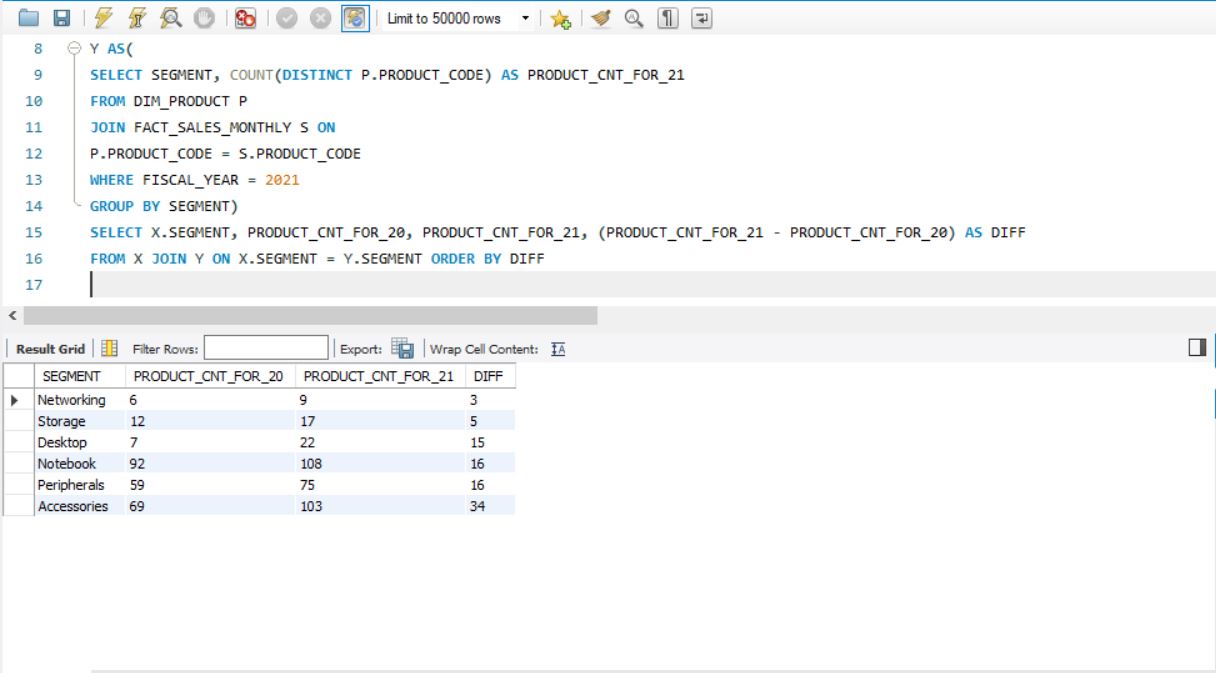 Limit to 50000 rows
8 Y AS(
9 SELECT SEGMENT, COUNT(DISTINCT P.PRODUCT_CODE) AS PRODUCT_CNT_FOR_21
10 FROM DIM_PRODUCT P
11 JOIN FACT_SALES_MONTHLY S ON
12 P.PRODUCT_CODE = S.PRODUCT_CODE
13 WHERE FISCAL_YEAR = 2021
14 GROUP BY SEGMENT)
15 SELECT X.SEGMENT, PRODUCT_CNT_FOR_20, PRODUCT_CNT_FOR_21, (PRODUCT_CNT_FOR_21 - PRODUCT_CNT_FOR_20) AS DIFF
16 FROM X JOIN Y ON X.SEGMENT = Y.SEGMENT ORDER BY DIFF
17
Result Grid Filter Rows: Export: Wrap Cell Content:
SEGMENT PRODUCT_CNT_FOR_20 PRODUCT_CNT_FOR_21 DIFF
Networking 6 9 3
Storage 12 17 5
Desktop 7 22 15
Notebook 92 108 16
Peripherals 59 75 16
Accessories 69 103 34